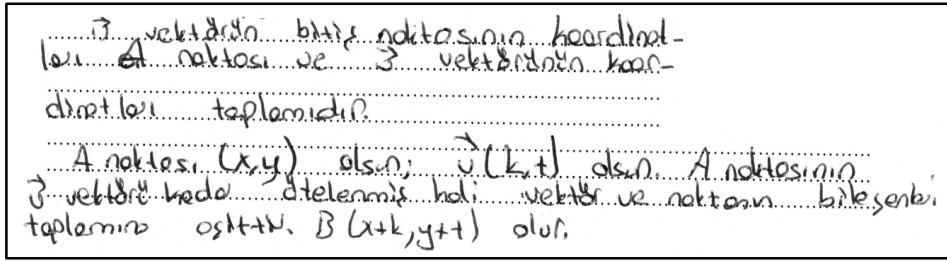 v⃗ vektörün bitiş noktasının koordinat-
ları A noktası ve v⃗ vektörünün koor-
dinatları toplamıdır.
A noktası (x,y) olsun; v⃗ (k,t) olsun. A noktasının
v⃗ vektörü kadar ötelenmiş hali vektör ve noktanın bileşenleri
toplamına eşittir. B (x+k, y+t) olur.